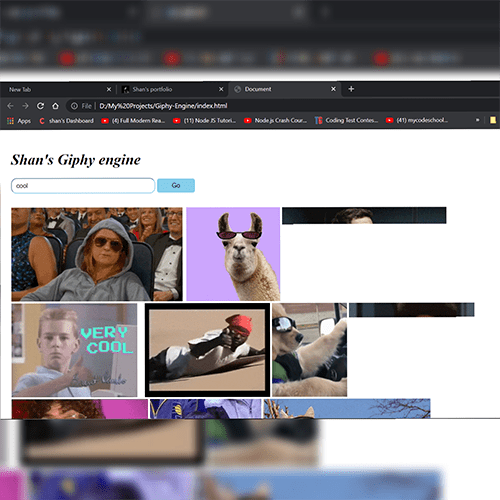 New Tab
Shan's portfolio
Document
File | D:/My%20Projects/Giphy-Engine/index.html
Apps
shan's Dashboard
(4) Full Modern Rea...
(11) Node JS Tutori...
Node.js Crash Cour...
Coding Test Contes...
(41) mycodeschool...
Shan's Giphy engine
cool
Go
VERY
COOL